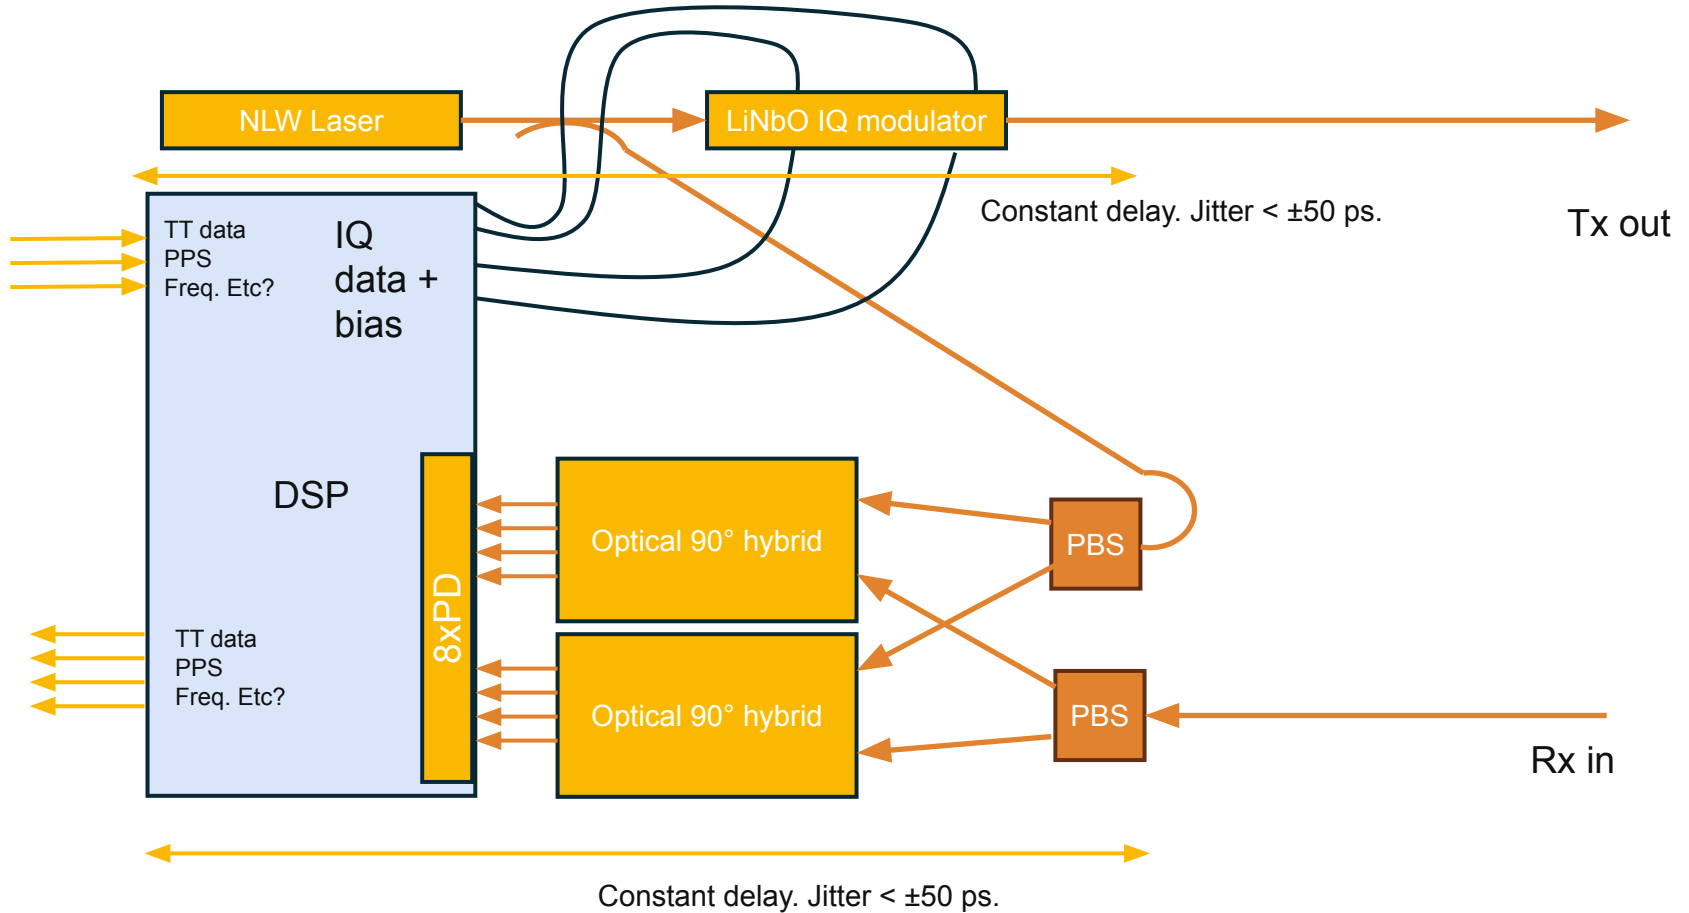 NLW Laser
LiNbO IQ modulator
Constant delay. Jitter < ±50 ps.
Tx out
TT data
PPS
Freq. Etc?
IQ
data +
bias
DSP
8xPD
Optical 90° hybrid
PBS
TT data
PPS
Freq. Etc?
Optical 90° hybrid
PBS
Rx in
Constant delay. Jitter < ±50 ps.